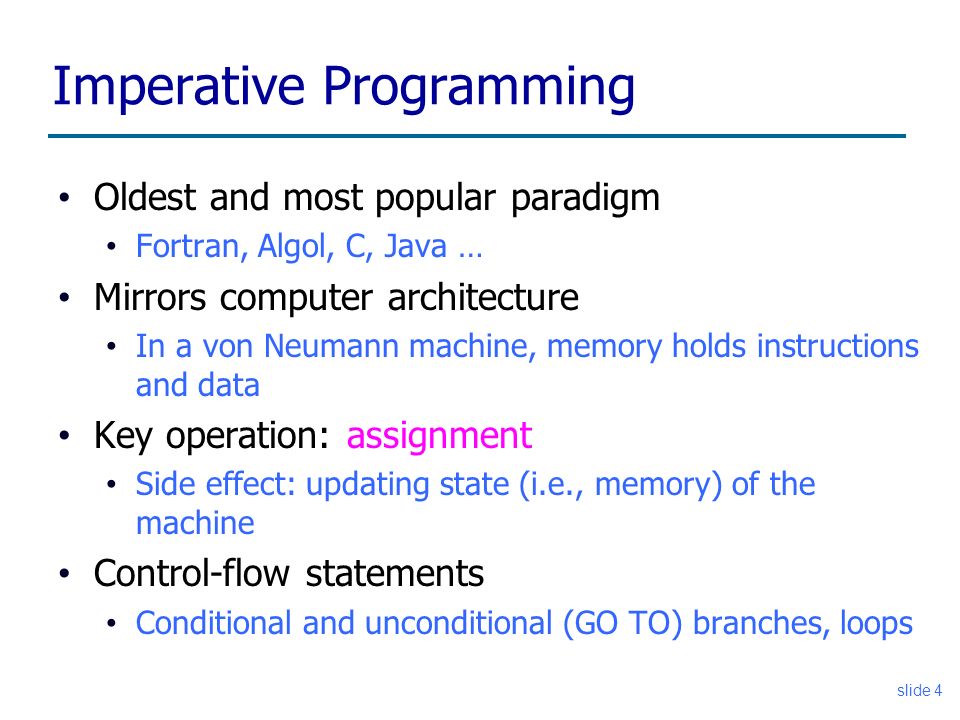 Imperative Programming
• Oldest and most popular paradigm
• Fortran, Algol, C, Java …
• Mirrors computer architecture
• In a von Neumann machine, memory holds instructions
and data
• Key operation: assignment
• Side effect: updating state (i.e., memory) of the
machine
• Control-flow statements
• Conditional and unconditional (GO TO) branches, loops
slide 4